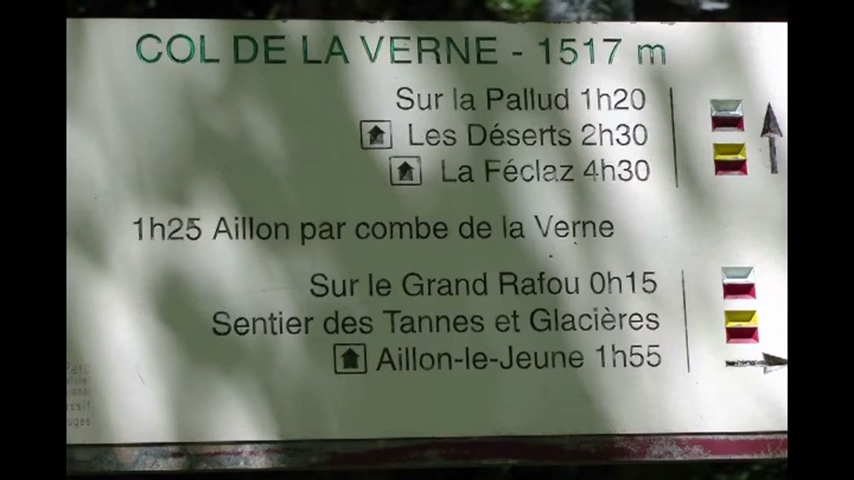 COL DE LA VERNE - 1517 m
Sur la Pallud 1h20
Les Déserts 2h30
La Féclaz 4h30
1h25 Aillon par combe de la Verne
Sur le Grand Rafou 0h15
Sentier des Tannes et Glacières
Aillon-le-Jeune 1h55
Parc